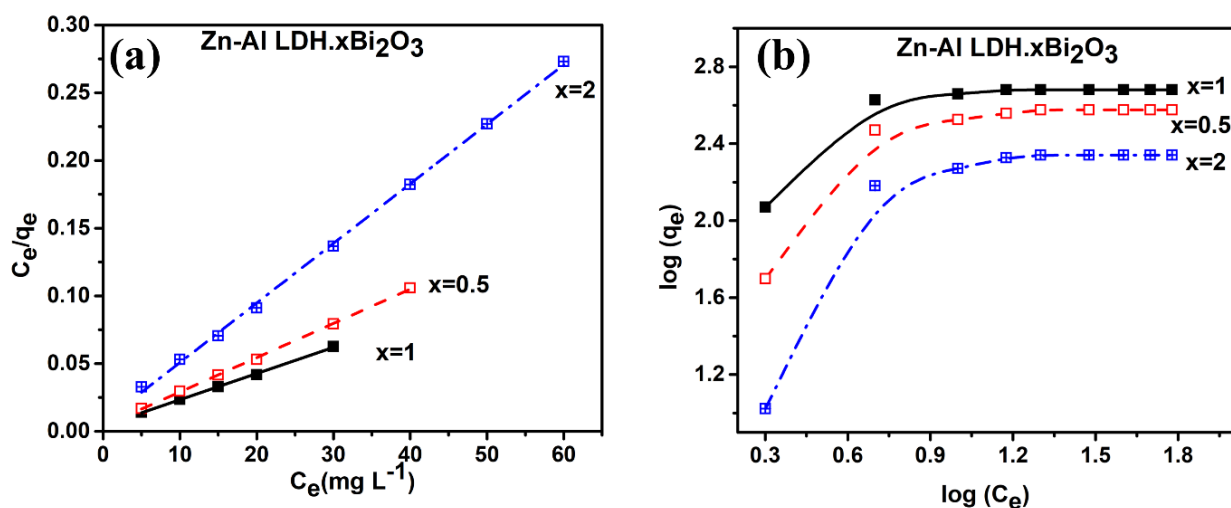 (a)
Zn-Al LDH.xBi₂O₃
0.30
0.25
0.20
0.15
0.10
0.05
0.00
Cₑ/qₑ
x=2
x=0.5
x=1
10 20 30 40 50 60
Cₑ(mg L⁻¹)
(b)
Zn-Al LDH.xBi₂O₃
2.8
2.4
2.0
1.6
1.2
log (qₑ)
x=1
x=0.5
x=2
0.3 0.6 0.9 1.2 1.5 1.8
log (Cₑ)